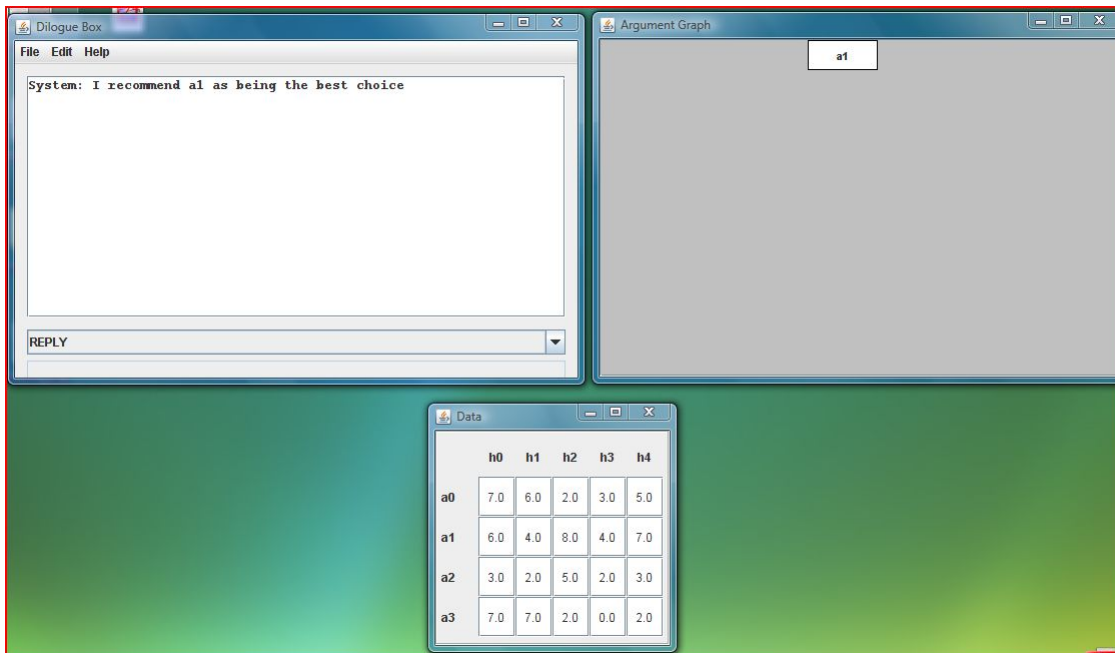 Dilogue Box
File Edit Help
System: I recommend a1 as being the best choice
REPLY
Argument Graph
a1
Data
h0 h1 h2 h3 h4
a0 7.0 6.0 2.0 3.0 5.0
a1 6.0 4.0 8.0 4.0 7.0
a2 3.0 2.0 5.0 2.0 3.0
a3 7.0 7.0 2.0 0.0 2.0